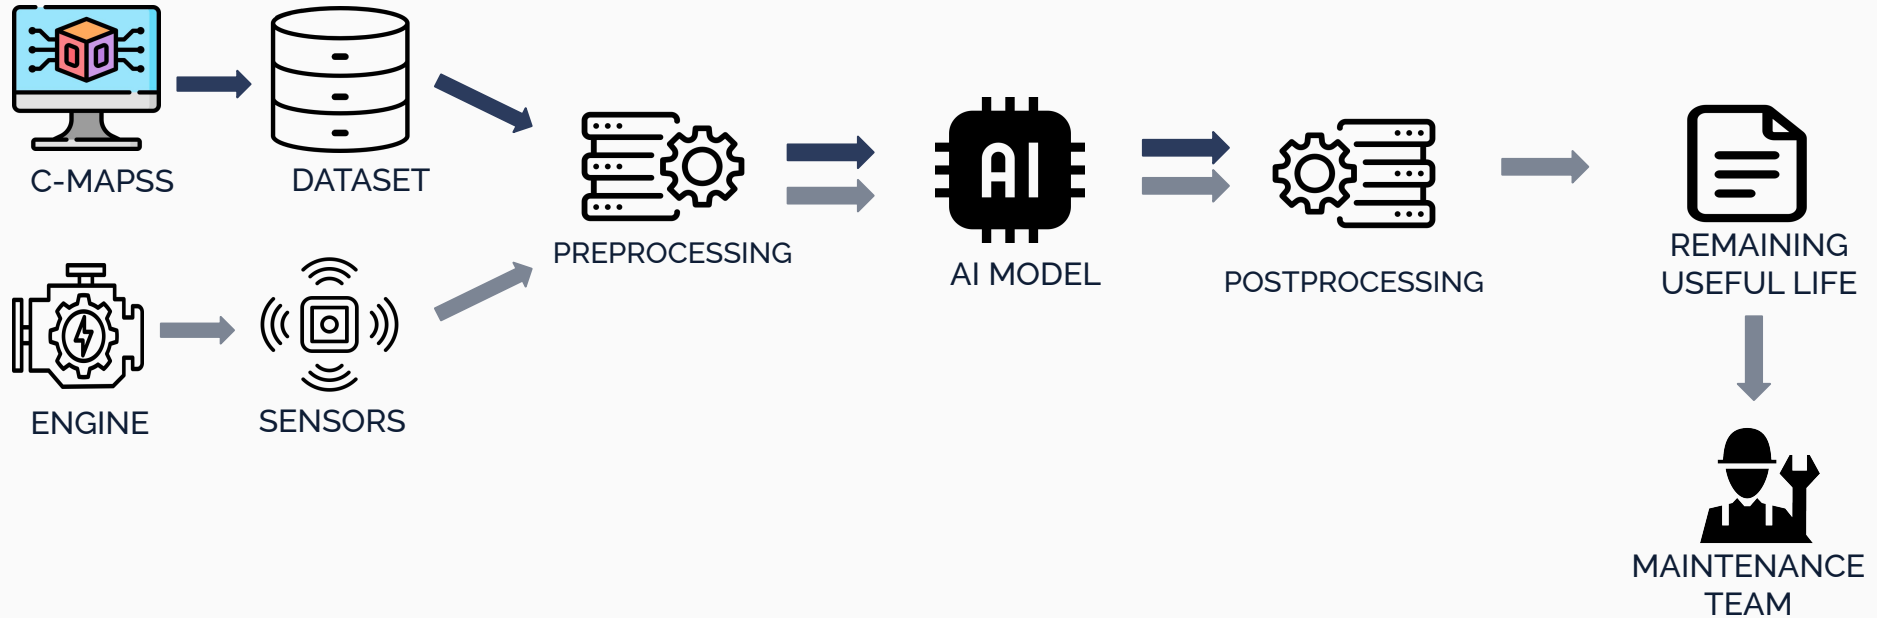 C-MAPSS
DATASET
PREPROCESSING
AI
AI MODEL
POSTPROCESSING
REMAINING
USEFUL LIFE
ENGINE
SENSORS
MAINTENANCE
TEAM